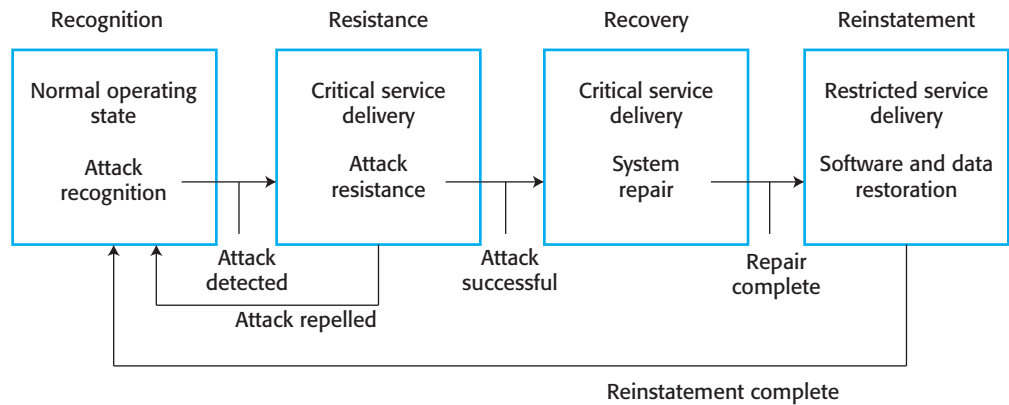 Recognition
Resistance
Recovery
Reinstatement
Normal operating
state
Attack
recognition
Critical service
delivery
Attack
resistance
Critical service
delivery
System
repair
Restricted service
delivery
Software and data
restoration
Attack
detected
Attack
successful
Repair
complete
Attack repelled
Reinstatement complete